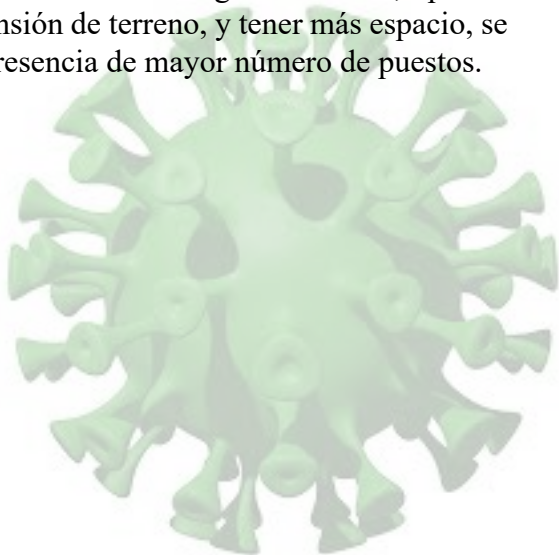 nsión de terreno, y tener más espacio, se
resencia de mayor número de puestos.